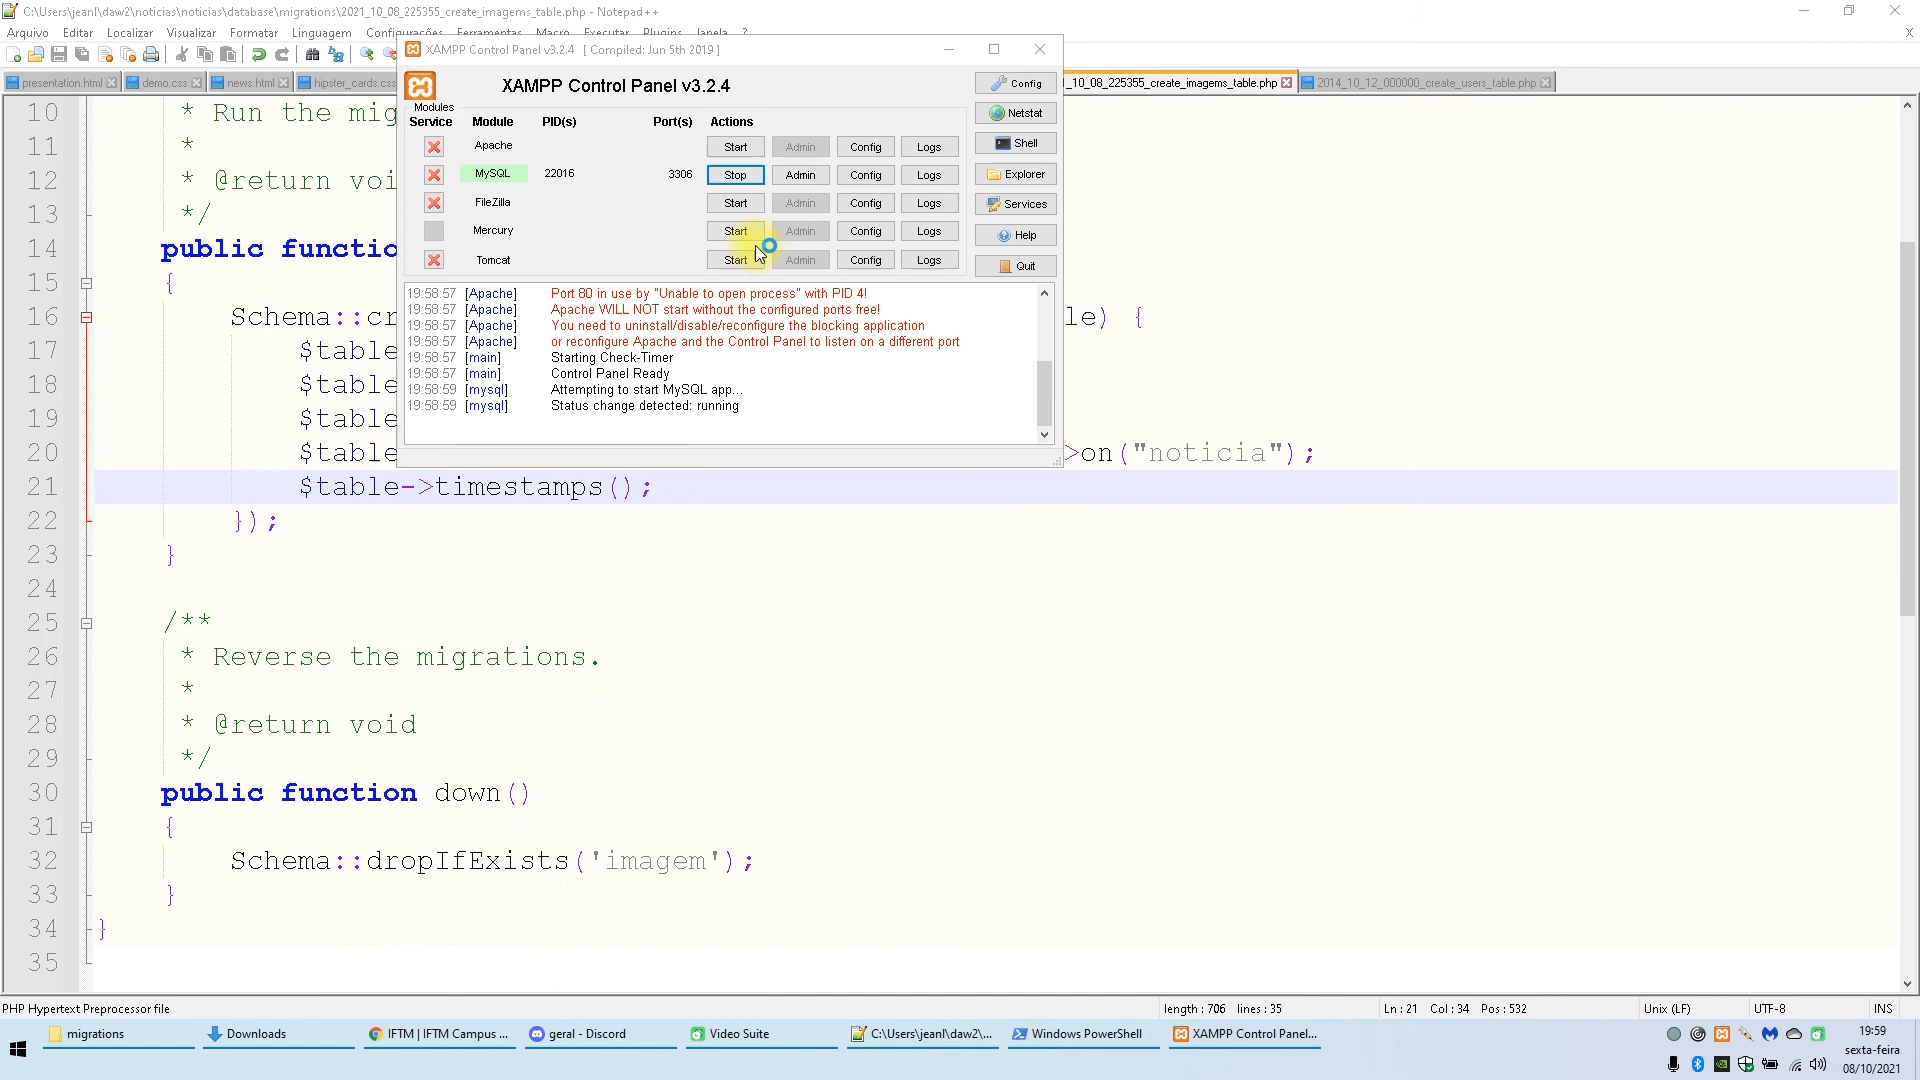 C:\Users\jeanl\daw2\noticias\noticias\database\migrations\2021_10_08_225355_create_imagems_table.php - Notepad++
Arquivo Editar Localizar Visualizar Formatar Linguagem Configurações Ferramentas Macro Executar Plugins Janela ?
X
presentation.html demo.css news.html hipster_cards.css
_10_08_225355_create_imagems_table.php 2014_10_12_000000_create_users_table.php
XAMPP Control Panel v3.2.4 [ Compiled: Jun 5th 2019 ]
XAMPP Control Panel v3.2.4
Modules
Service Module PID(s) Port(s) Actions
Apache Start Admin Config Logs
MySQL 22016 3306 Stop Admin Config Logs
FileZilla Start Admin Config Logs
Mercury Start Admin Config Logs
Tomcat Start Admin Config Logs
Config
Netstat
Shell
Explorer
Services
Help
Quit
19:58:57 [Apache] Port 80 in use by "Unable to open process" with PID 4!
19:58:57 [Apache] Apache WILL NOT start without the configured ports free!
19:58:57 [Apache] You need to uninstall/disable/reconfigure the blocking application
19:58:57 [Apache] or reconfigure Apache and the Control Panel to listen on a different port
19:58:57 [main] Starting Check-Timer
19:58:57 [main] Control Panel Ready
19:58:59 [mysql] Attempting to start MySQL app...
19:58:59 [mysql] Status change detected: running
10 * Run the mig
11 *
12 * @return voi
13 */
14 public functio
15 {
16 Schema::cr le) {
17 $table
18 $table
19 $table
20 $table >on("noticia");
21 $table->timestamps();
22 });
23 }
24
25 /**
26 * Reverse the migrations.
27 *
28 * @return void
29 */
30 public function down()
31 {
32 Schema::dropIfExists('imagem');
33 }
34 }
35
PHP Hypertext Preprocessor file length : 706 lines : 35 Ln : 21 Col : 34 Pos : 532 Unix (LF) UTF-8 INS
migrations Downloads IFTM | IFTM Campus ... geral - Discord Video Suite C:\Users\jeanl\daw2\... Windows PowerShell XAMPP Control Panel...
19:59
sexta-feira
08/10/2021